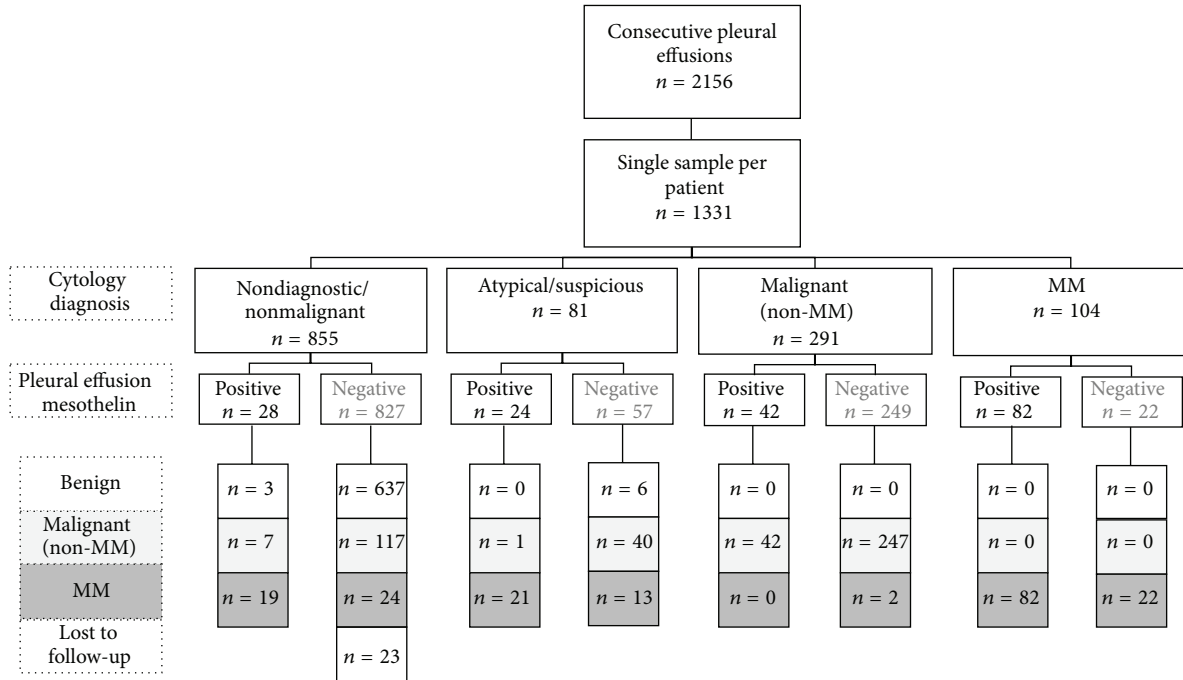 Consecutive pleural
effusions
n = 2156
Single sample per
patient
n = 1331
Cytology
diagnosis
Nondiagnostic/
nonmalignant
n = 855
Atypical/suspicious
n = 81
Malignant
(non-MM)
n = 291
MM
n = 104
Pleural effusion
mesothelin
Positive
n = 28
Negative
n = 827
Positive
n = 24
Negative
n = 57
Positive
n = 42
Negative
n = 249
Positive
n = 82
Negative
n = 22
Benign
n = 3
n = 637
n = 0
n = 6
n = 0
n = 0
n = 0
n = 0
Malignant
(non-MM)
n = 7
n = 117
n = 1
n = 40
n = 42
n = 247
n = 0
n = 0
MM
n = 19
n = 24
n = 21
n = 13
n = 0
n = 2
n = 82
n = 22
Lost to
follow-up
n = 23